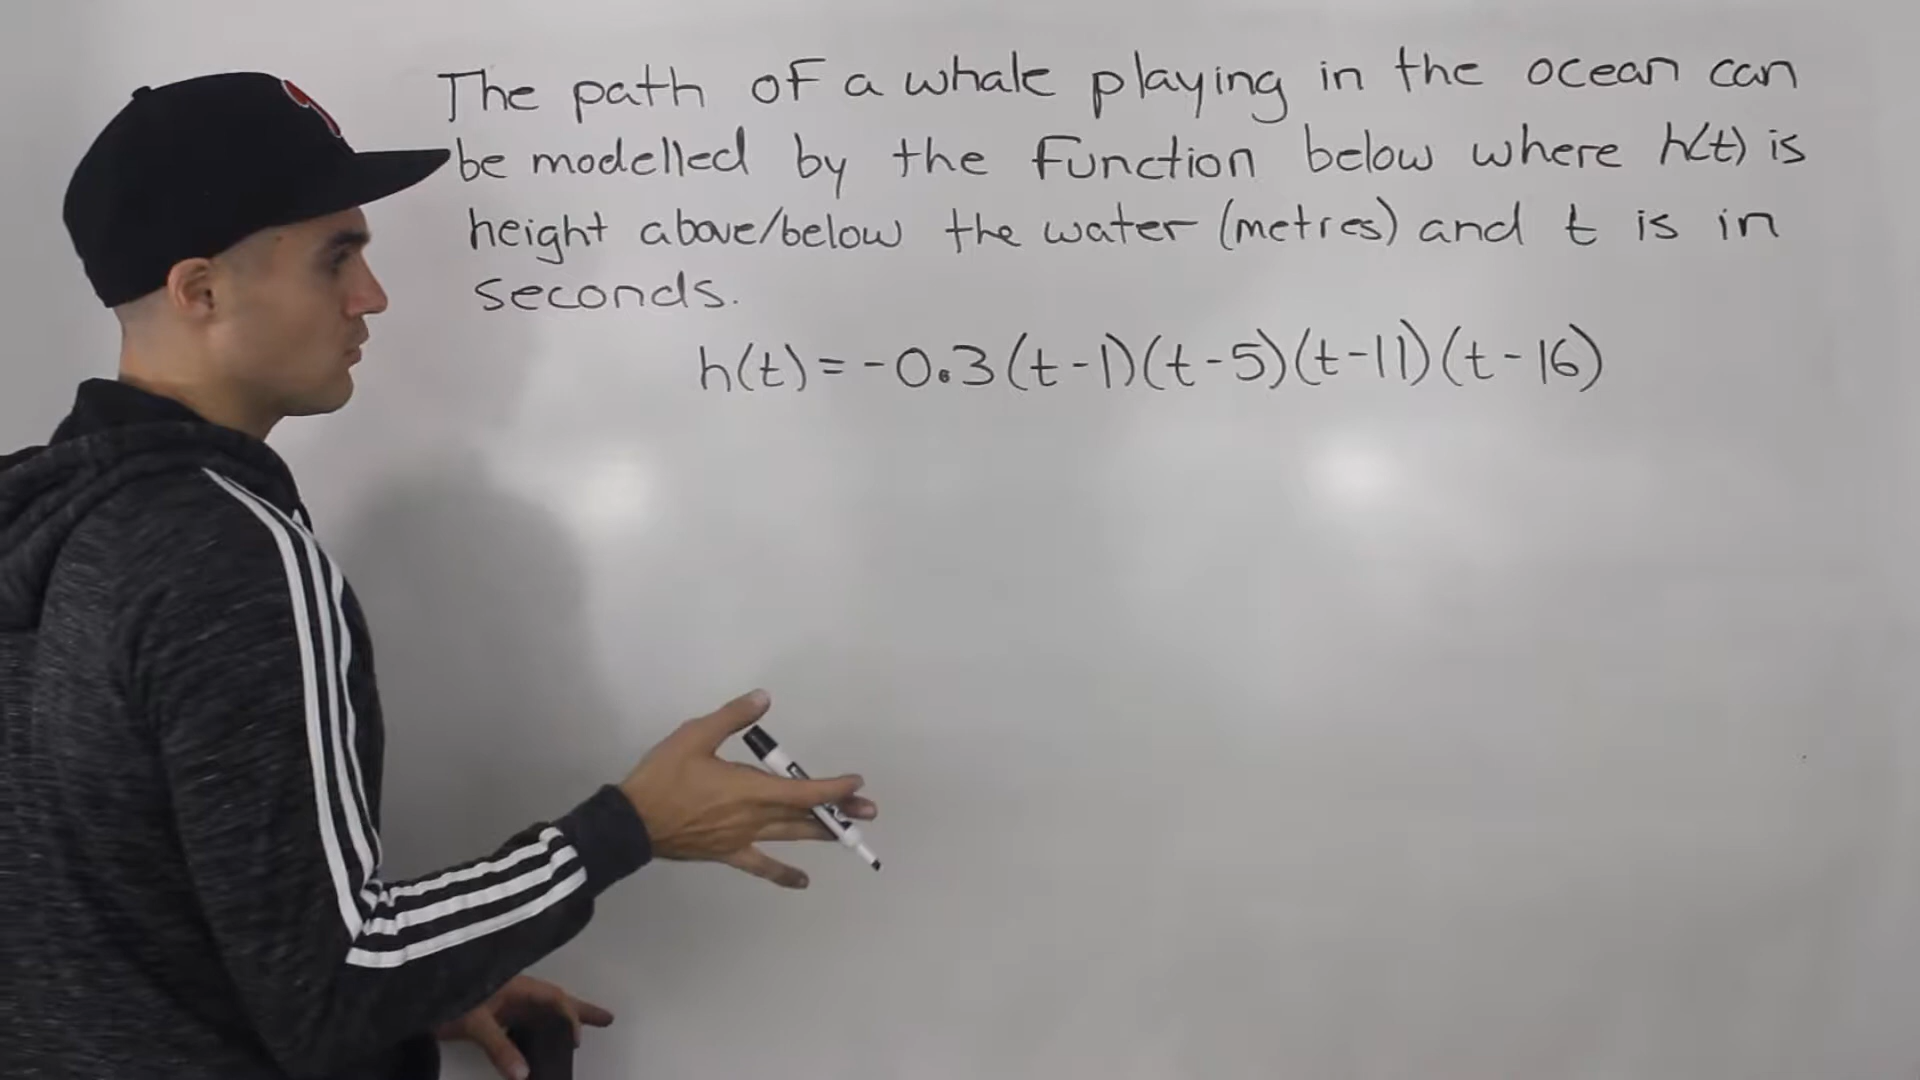 The path of a whale playing in the ocean can
be modelled by the function below where h(t) is
height above/below the water (metres) and t is in
seconds.
h(t) = -0.3(t-1)(t-5)(t-11)(t-16)